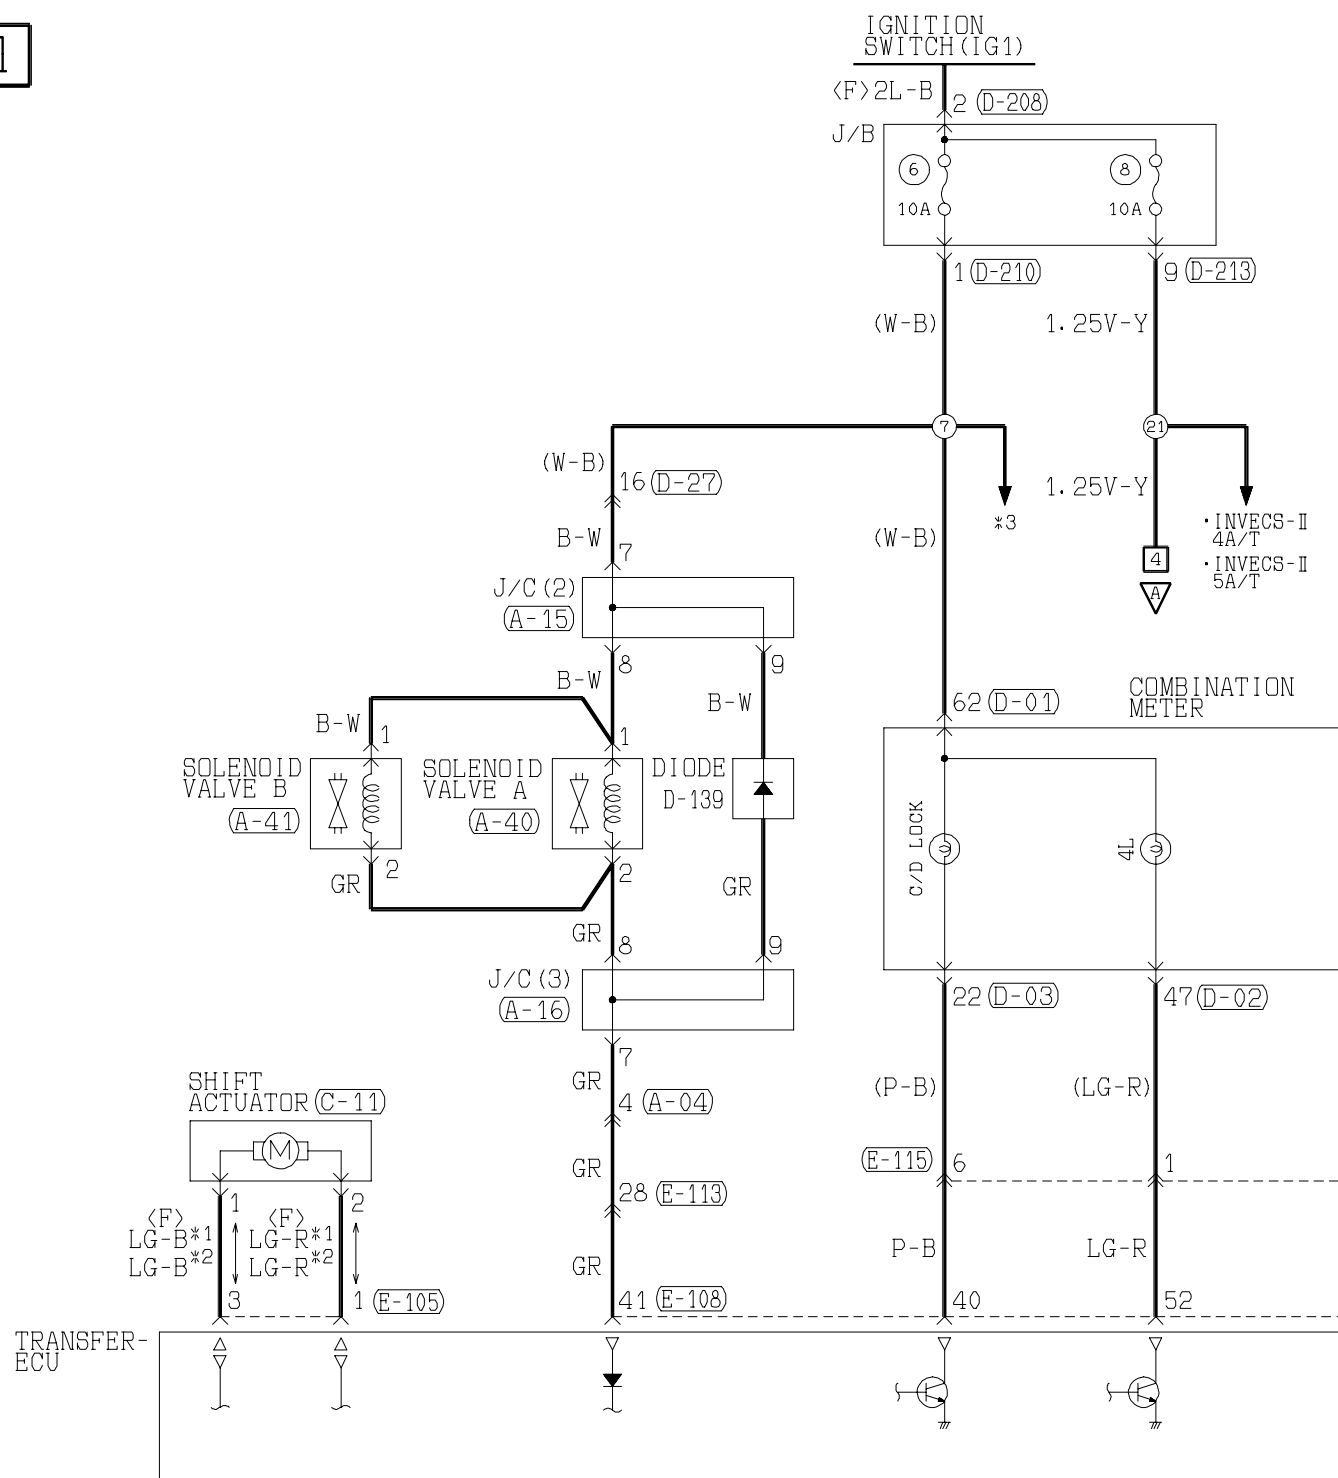 1
IGNITION
SWITCH(IG1)
<F>2L-B
2 (D-208)
J/B
6
8
10A
10A
1 (D-210)
9 (D-213)
(W-B)
1.25V-Y
7
21
(W-B)
16 (D-27)
1.25V-Y
*3
·INVECS-Ⅱ
4A/T
·INVECS-Ⅱ
5A/T
B-W
7
(W-B)
4
A
J/C(2)
(A-15)
8
9
B-W
B-W
COMBINATION
METER
62 (D-01)
B-W
1
1
SOLENOID
VALVE B
(A-41)
SOLENOID
VALVE A
(A-40)
DIODE
D-139
C/D LOCK
4L
2
2
GR
GR
GR
8
9
J/C(3)
(A-16)
22 (D-03)
47 (D-02)
7
GR
4 (A-04)
(P-B)
(LG-R)
SHIFT
ACTUATOR (C-11)
M
GR
28 (E-113)
(E-115) 6
1
1
2
<F>
LG-B*1
LG-B*2
<F>
LG-R*1
LG-R*2
P-B
LG-R
GR
3
1 (E-105)
41 (E-108)
40
52
TRANSFER-
ECU